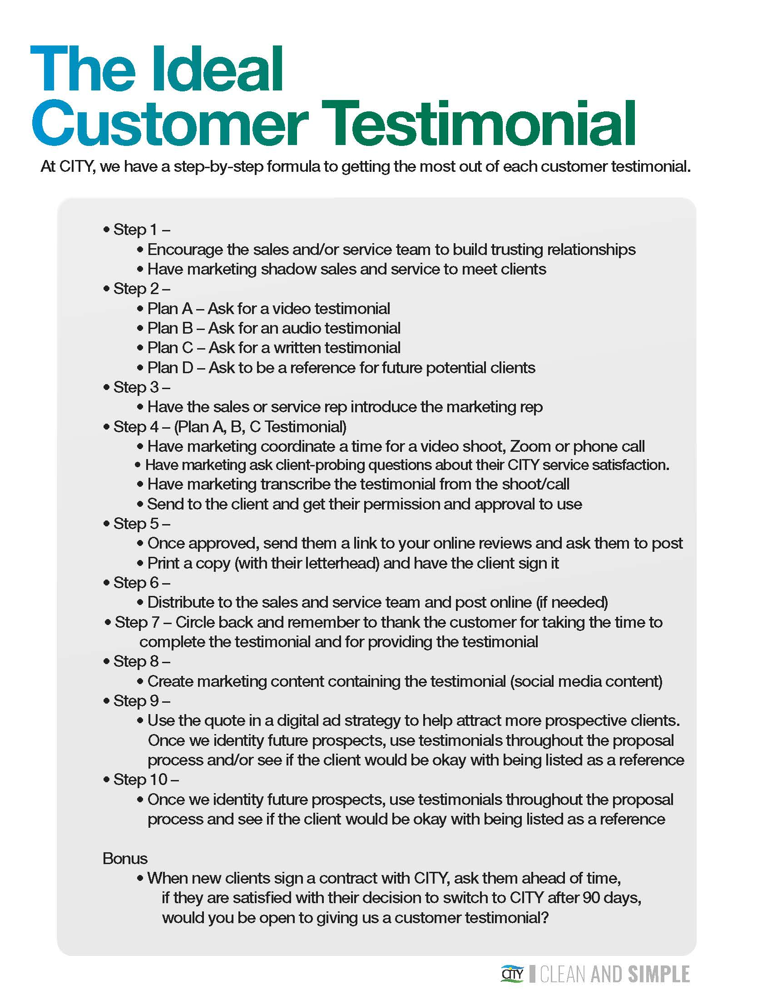 The Ideal
Customer Testimonial
At CITY, we have a step-by-step formula to getting the most out of each customer testimonial.
• Step 1 –
• Encourage the sales and/or service team to build trusting relationships
• Have marketing shadow sales and service to meet clients
• Step 2 –
• Plan A – Ask for a video testimonial
• Plan B – Ask for an audio testimonial
• Plan C – Ask for a written testimonial
• Plan D – Ask to be a reference for future potential clients
• Step 3 –
• Have the sales or service rep introduce the marketing rep
• Step 4 – (Plan A, B, C Testimonial)
• Have marketing coordinate a time for a video shoot, Zoom or phone call
• Have marketing ask client-probing questions about their CITY service satisfaction.
• Have marketing transcribe the testimonial from the shoot/call
• Send to the client and get their permission and approval to use
• Step 5 –
• Once approved, send them a link to your online reviews and ask them to post
• Print a copy (with their letterhead) and have the client sign it
• Step 6 –
• Distribute to the sales and service team and post online (if needed)
• Step 7 – Circle back and remember to thank the customer for taking the time to
complete the testimonial and for providing the testimonial
• Step 8 –
• Create marketing content containing the testimonial (social media content)
• Step 9 –
• Use the quote in a digital ad strategy to help attract more prospective clients.
Once we identity future prospects, use testimonials throughout the proposal
process and/or see if the client would be okay with being listed as a reference
• Step 10 –
• Once we identity future prospects, use testimonials throughout the proposal
process and see if the client would be okay with being listed as a reference
Bonus
• When new clients sign a contract with CITY, ask them ahead of time,
if they are satisfied with their decision to switch to CITY after 90 days,
would you be open to giving us a customer testimonial?
CITY | CLEAN AND SIMPLE